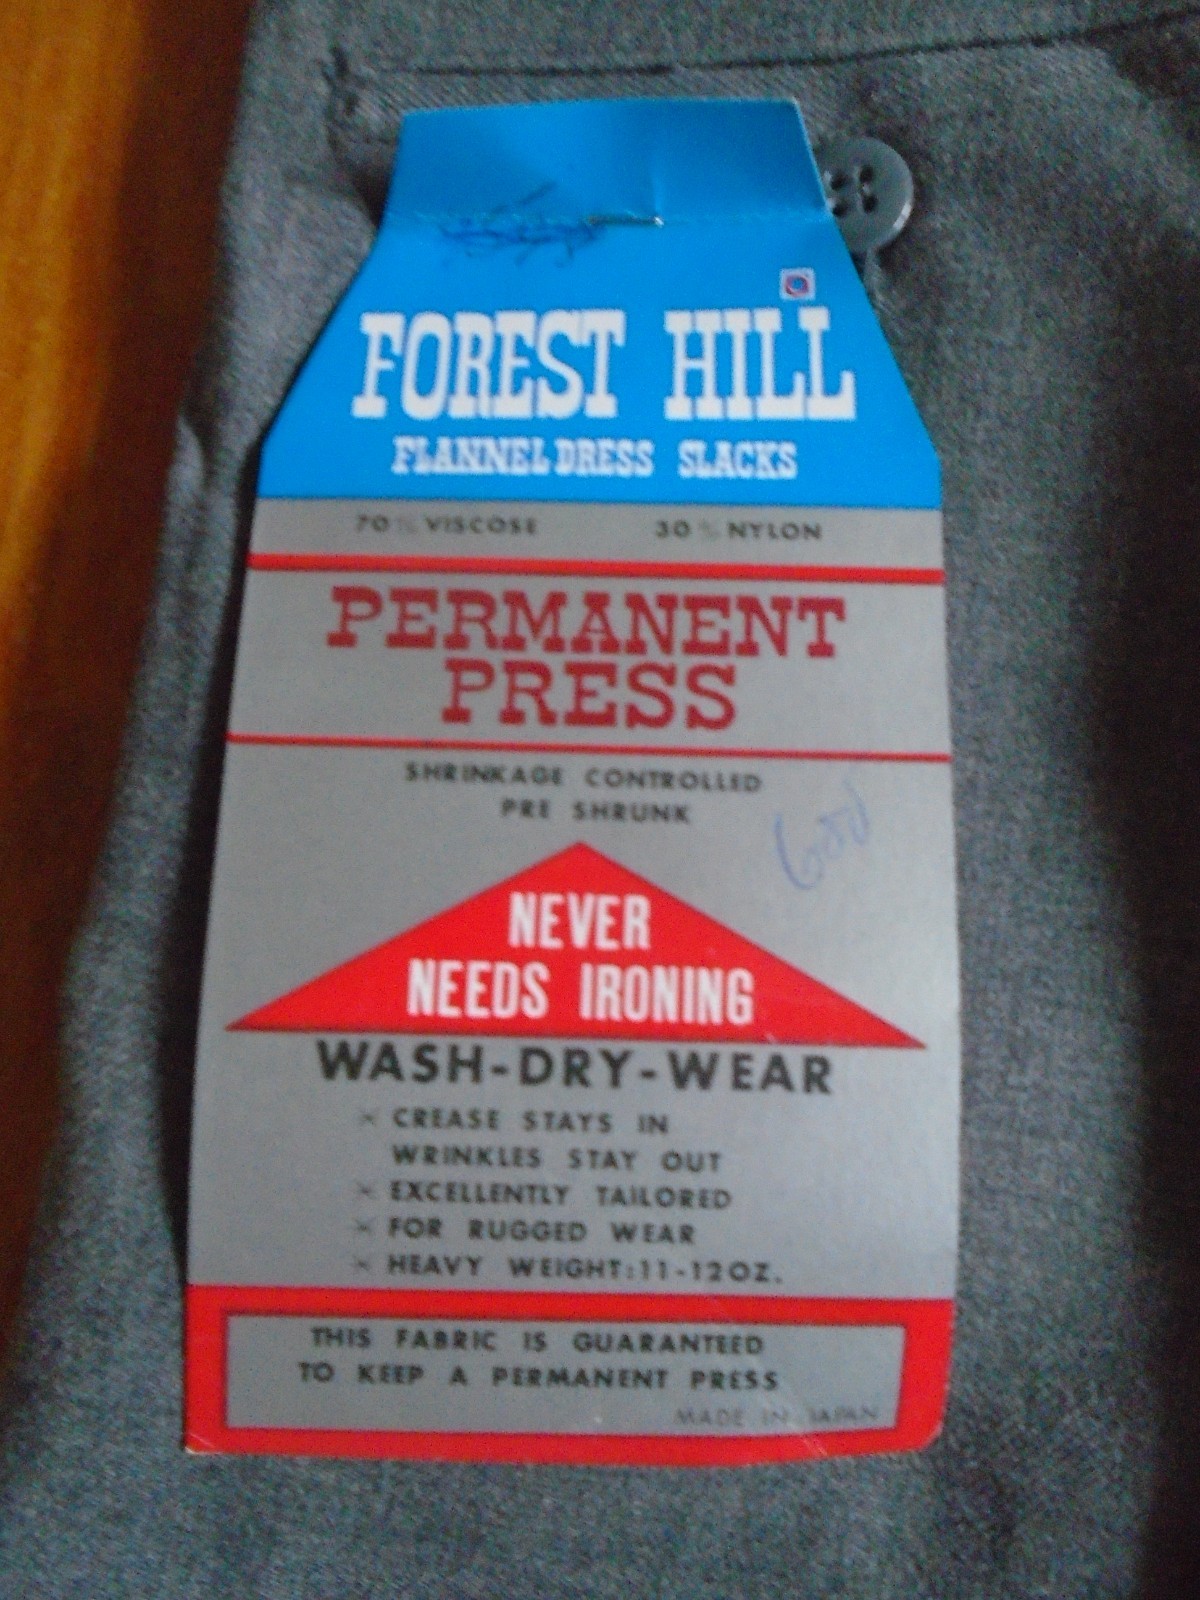 FOREST HILL
FLANNEL DRESS SLACKS
70% VISCOSE 30% NYLON
PERMANENT
PRESS
SHRINKAGE CONTROLLED
PRE SHRUNK
NEVER
NEEDS IRONING
WASH-DRY-WEAR
* CREASE STAYS IN
WRINKLES STAY OUT
* EXCELLENTLY TAILORED
* FOR RUGGED WEAR
* HEAVY WEIGHT:11-12OZ.
THIS FABRIC IS GUARANTEED
TO KEEP A PERMANENT PRESS
MADE IN JAPAN